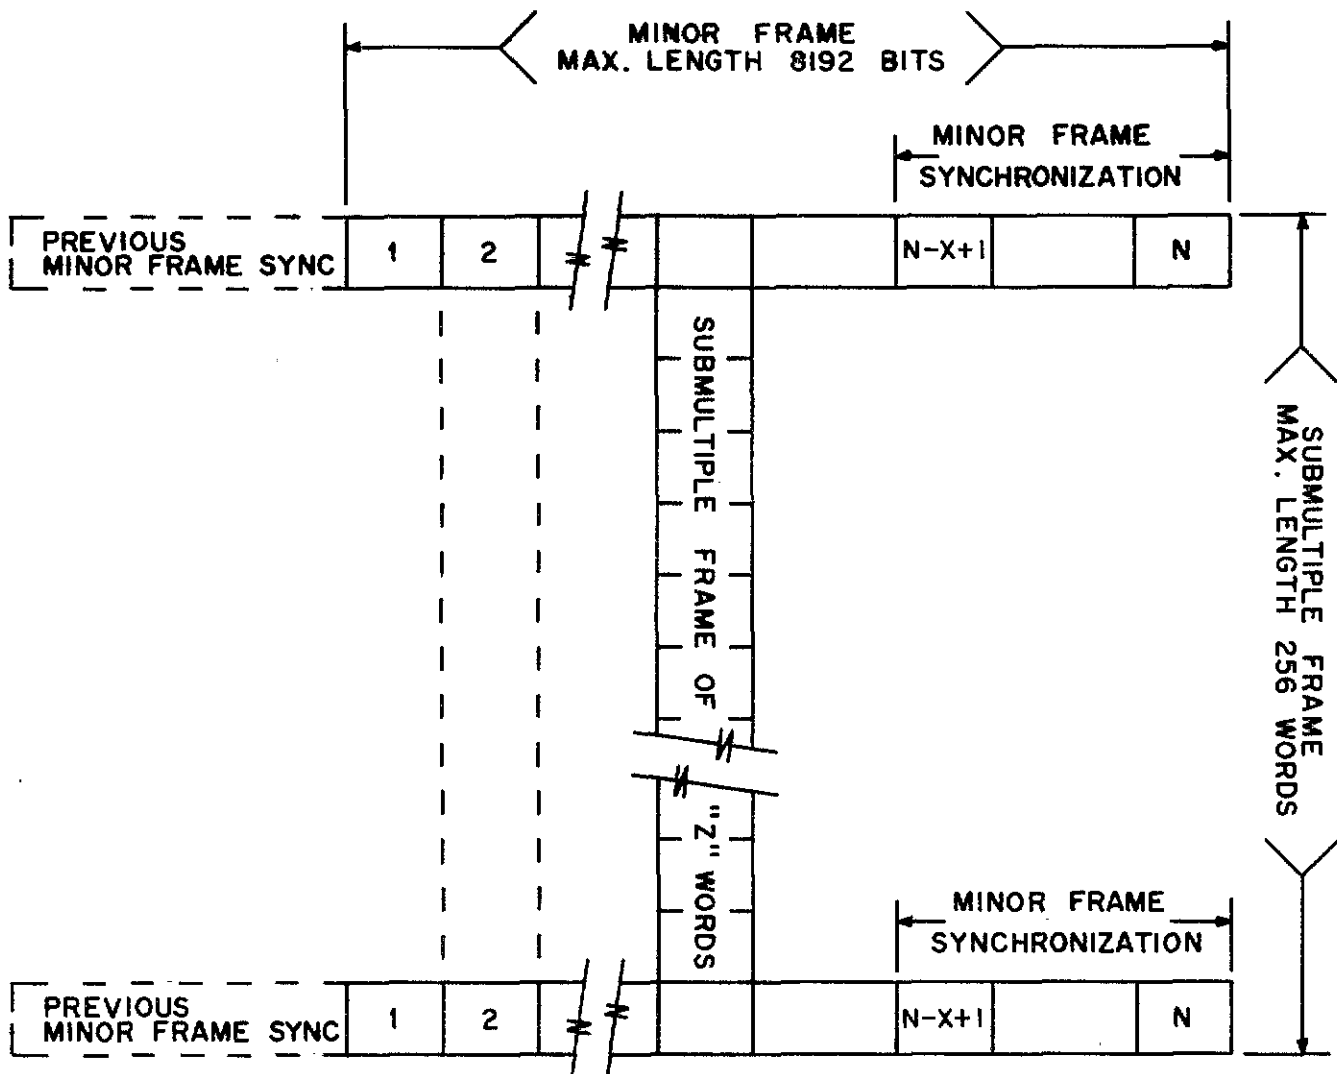 MINOR FRAME
MAX. LENGTH 8192 BITS
MINOR FRAME
SYNCHRONIZATION
PREVIOUS
MINOR FRAME SYNC
1
2
N-X+1
N
SUBMULTIPLE FRAME OF "Z" WORDS
SUBMULTIPLE FRAME
MAX. LENGTH 256 WORDS
MINOR FRAME
SYNCHRONIZATION
PREVIOUS
MINOR FRAME SYNC
1
2
N-X+1
N